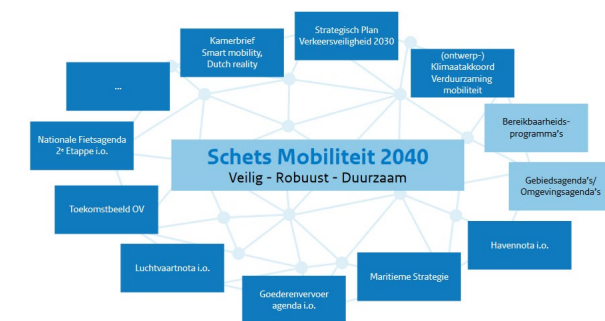 Strategisch Plan
Verkeersveiligheid 2030
Kamerbrief
Smart mobility,
Dutch reality
(ontwerp-)
Klimaatakkoord
Verduurzaming
mobiliteit
...
Bereikbaarheids-
programma's
Nationale Fietsagenda
2e Etappe i.o.
Schets Mobiliteit 2040
Veilig - Robuust - Duurzaam
Gebiedsagenda's/
Omgevingsagenda's
Toekomstbeeld OV
Havennota i.o.
Luchtvaartnota i.o.
Maritieme Strategie
Goederenvervoer
agenda i.o.